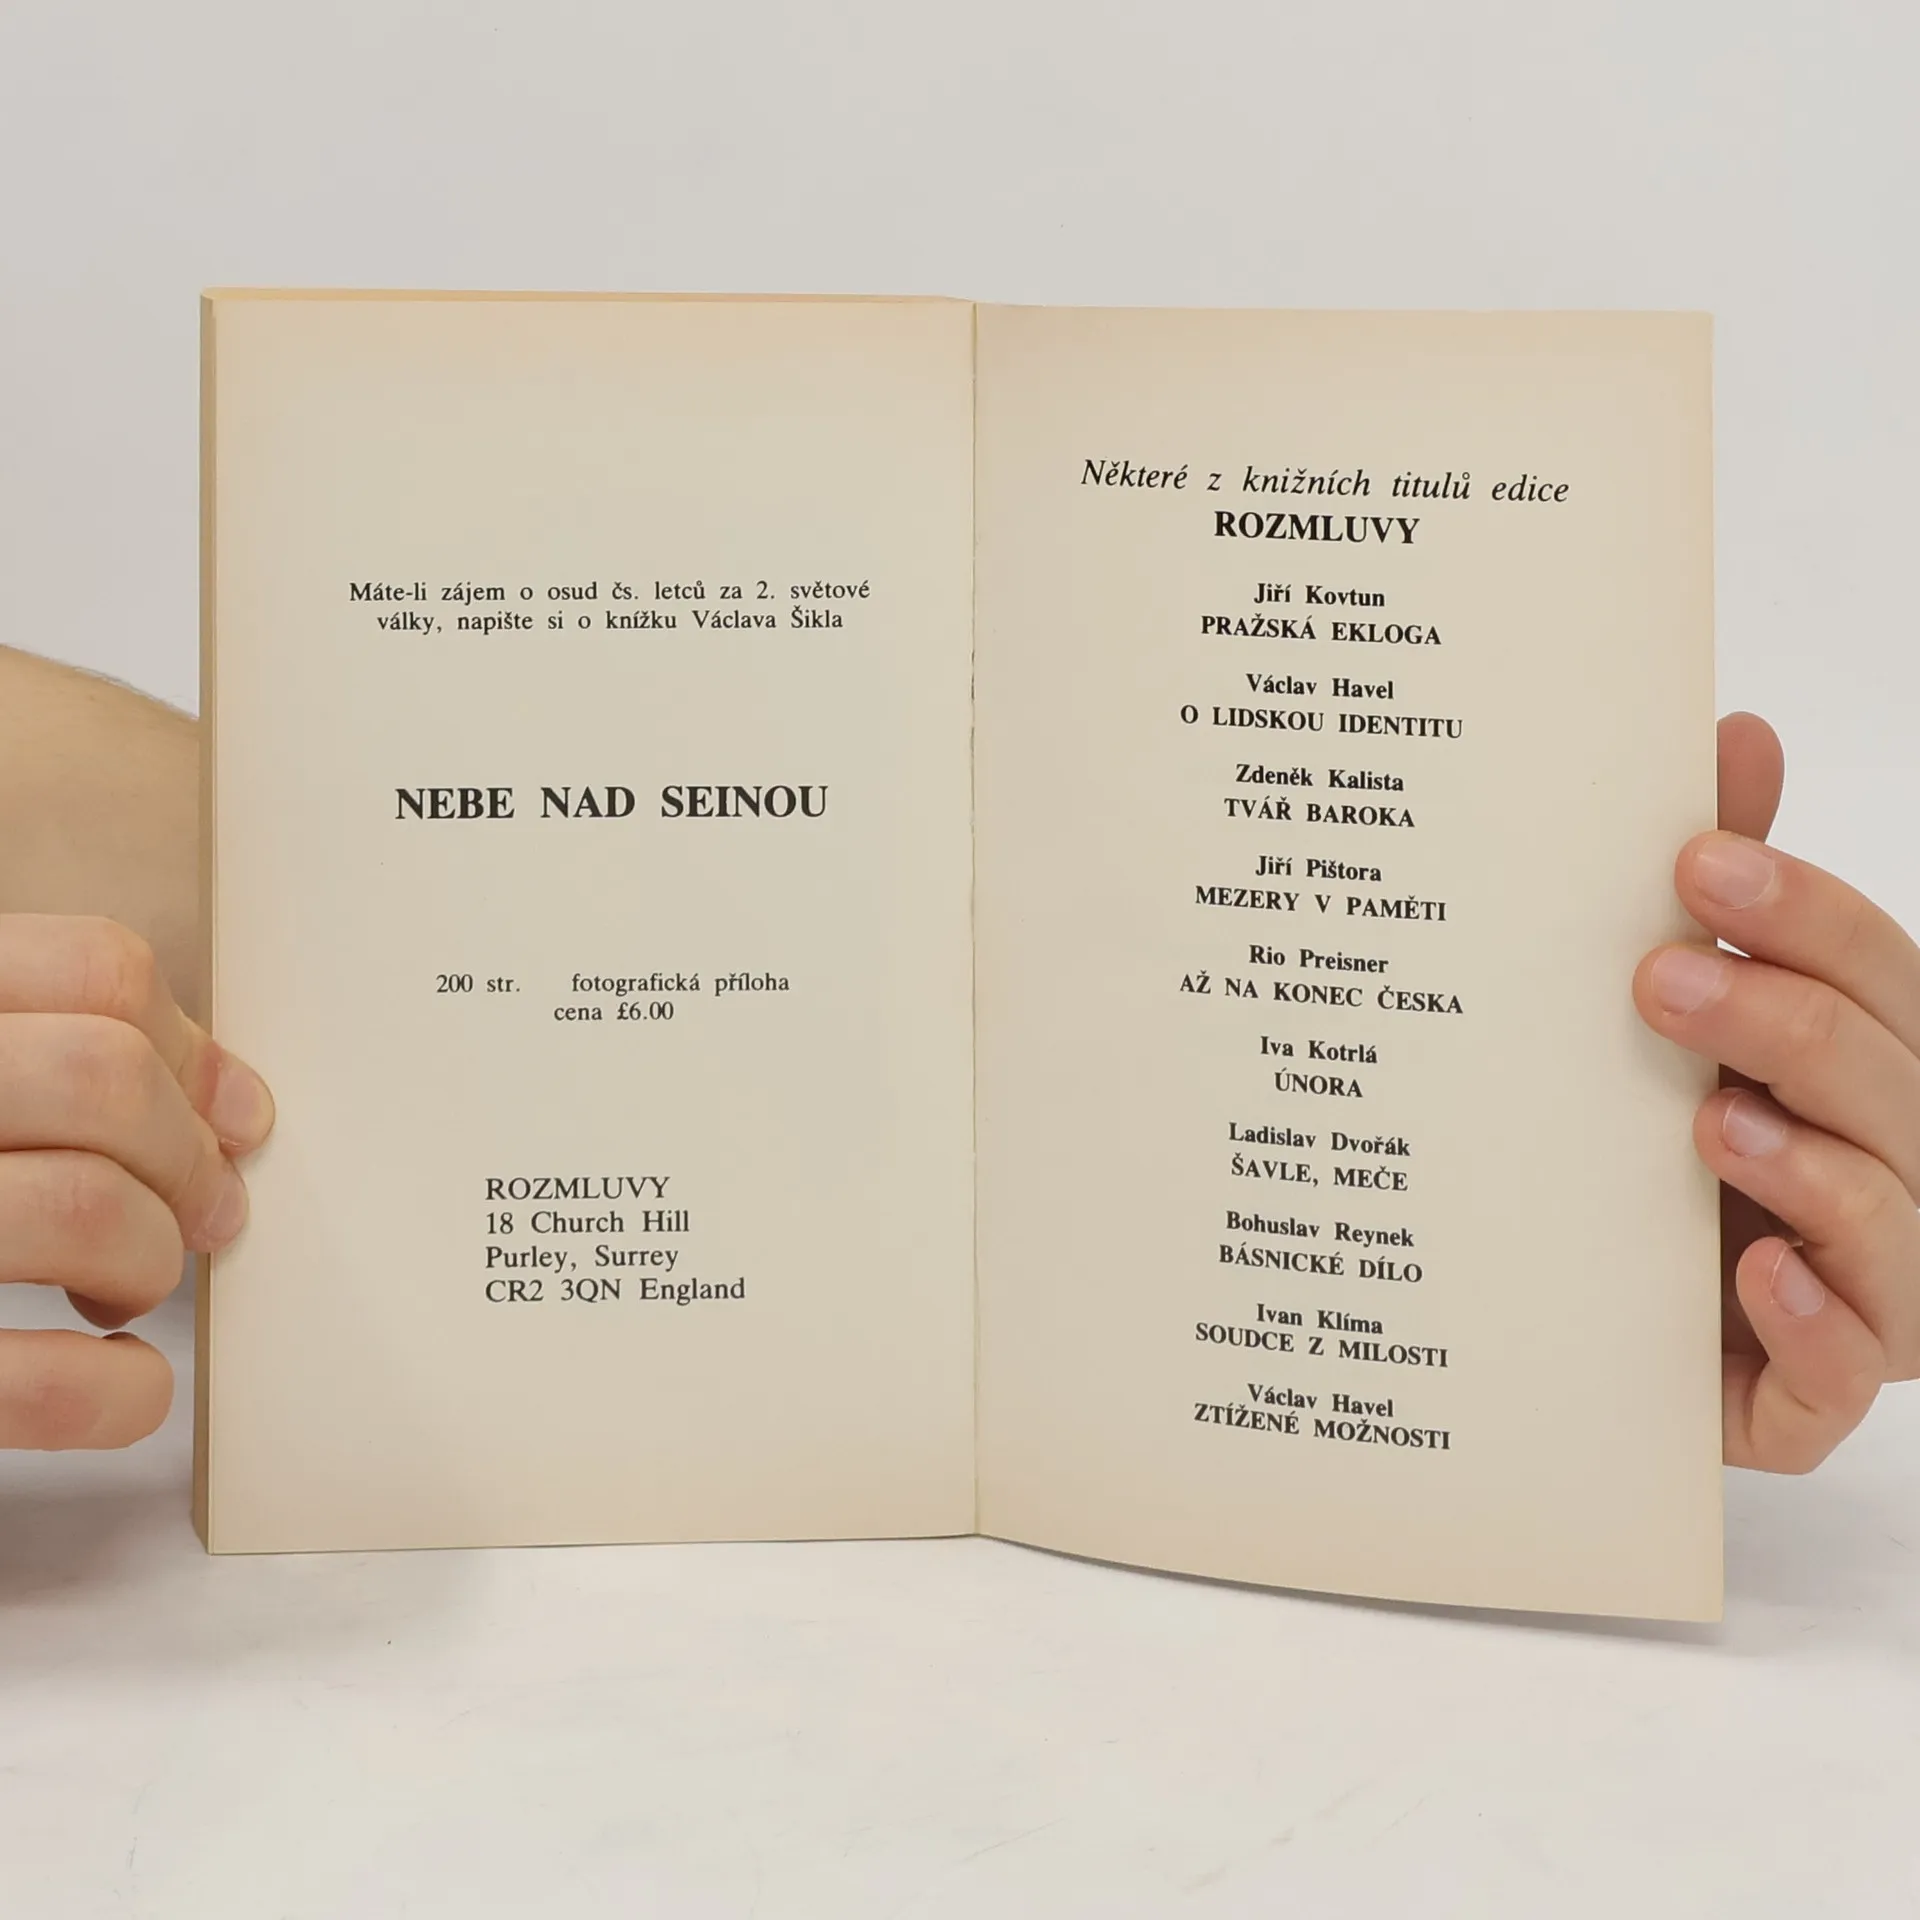 Máte-li zájem o osud čs. letců za 2. světové
války, napište si o knížku Václava Šikla
NEBE NAD SEINOU
200 str. fotografická příloha
cena £6.00
ROZMLUVY
18 Church Hill
Purley, Surrey
CR2 3QN England
Některé z knižních titulů edice
ROZMLUVY
Jiří Kovtun
PRAŽSKÁ EKLOGA
Václav Havel
O LIDSKOU IDENTITU
Zdeněk Kalista
TVÁŘ BAROKA
Jiří Pištora
MEZERY V PAMĚTI
Rio Preisner
AŽ NA KONEC ČESKA
Iva Kotrlá
ÚNORA
Ladislav Dvořák
ŠAVLE, MEČE
Bohuslav Reynek
BÁSNICKÉ DÍLO
Ivan Klíma
SOUDCE Z MILOSTI
Václav Havel
ZTÍŽENÉ MOŽNOSTI